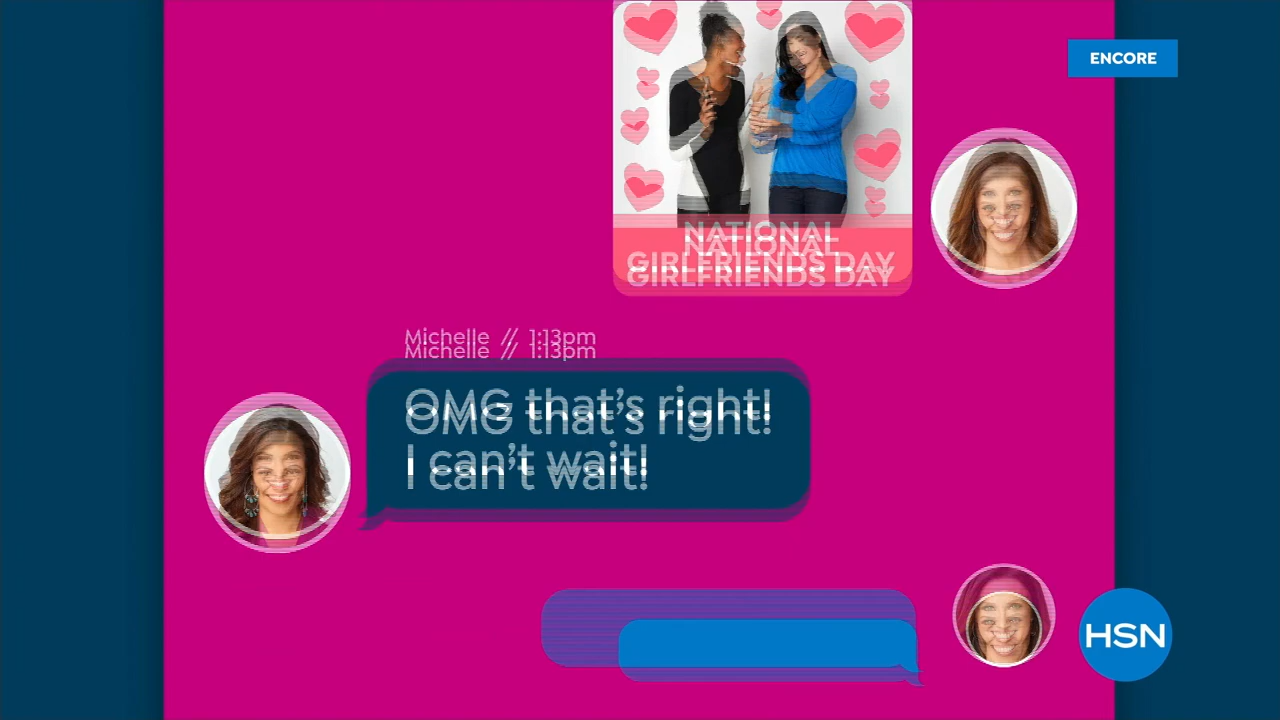 ENCORE
NATIONAL
GIRLFRIENDS DAY
Michelle // 1:13pm
OMG that's right!
I can't wait!
HSN